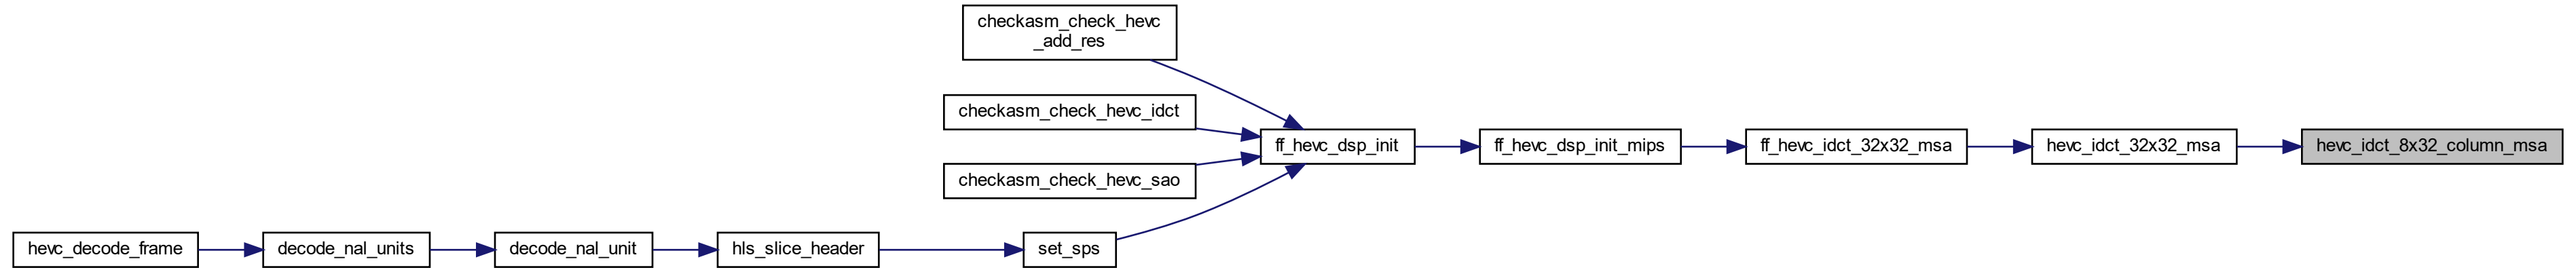 checkasm_check_hevc
_add_res
checkasm_check_hevc_idct
ff_hevc_dsp_init
ff_hevc_dsp_init_mips
ff_hevc_idct_32x32_msa
hevc_idct_32x32_msa
hevc_idct_8x32_column_msa
checkasm_check_hevc_sao
hevc_decode_frame
decode_nal_units
decode_nal_unit
hls_slice_header
set_sps